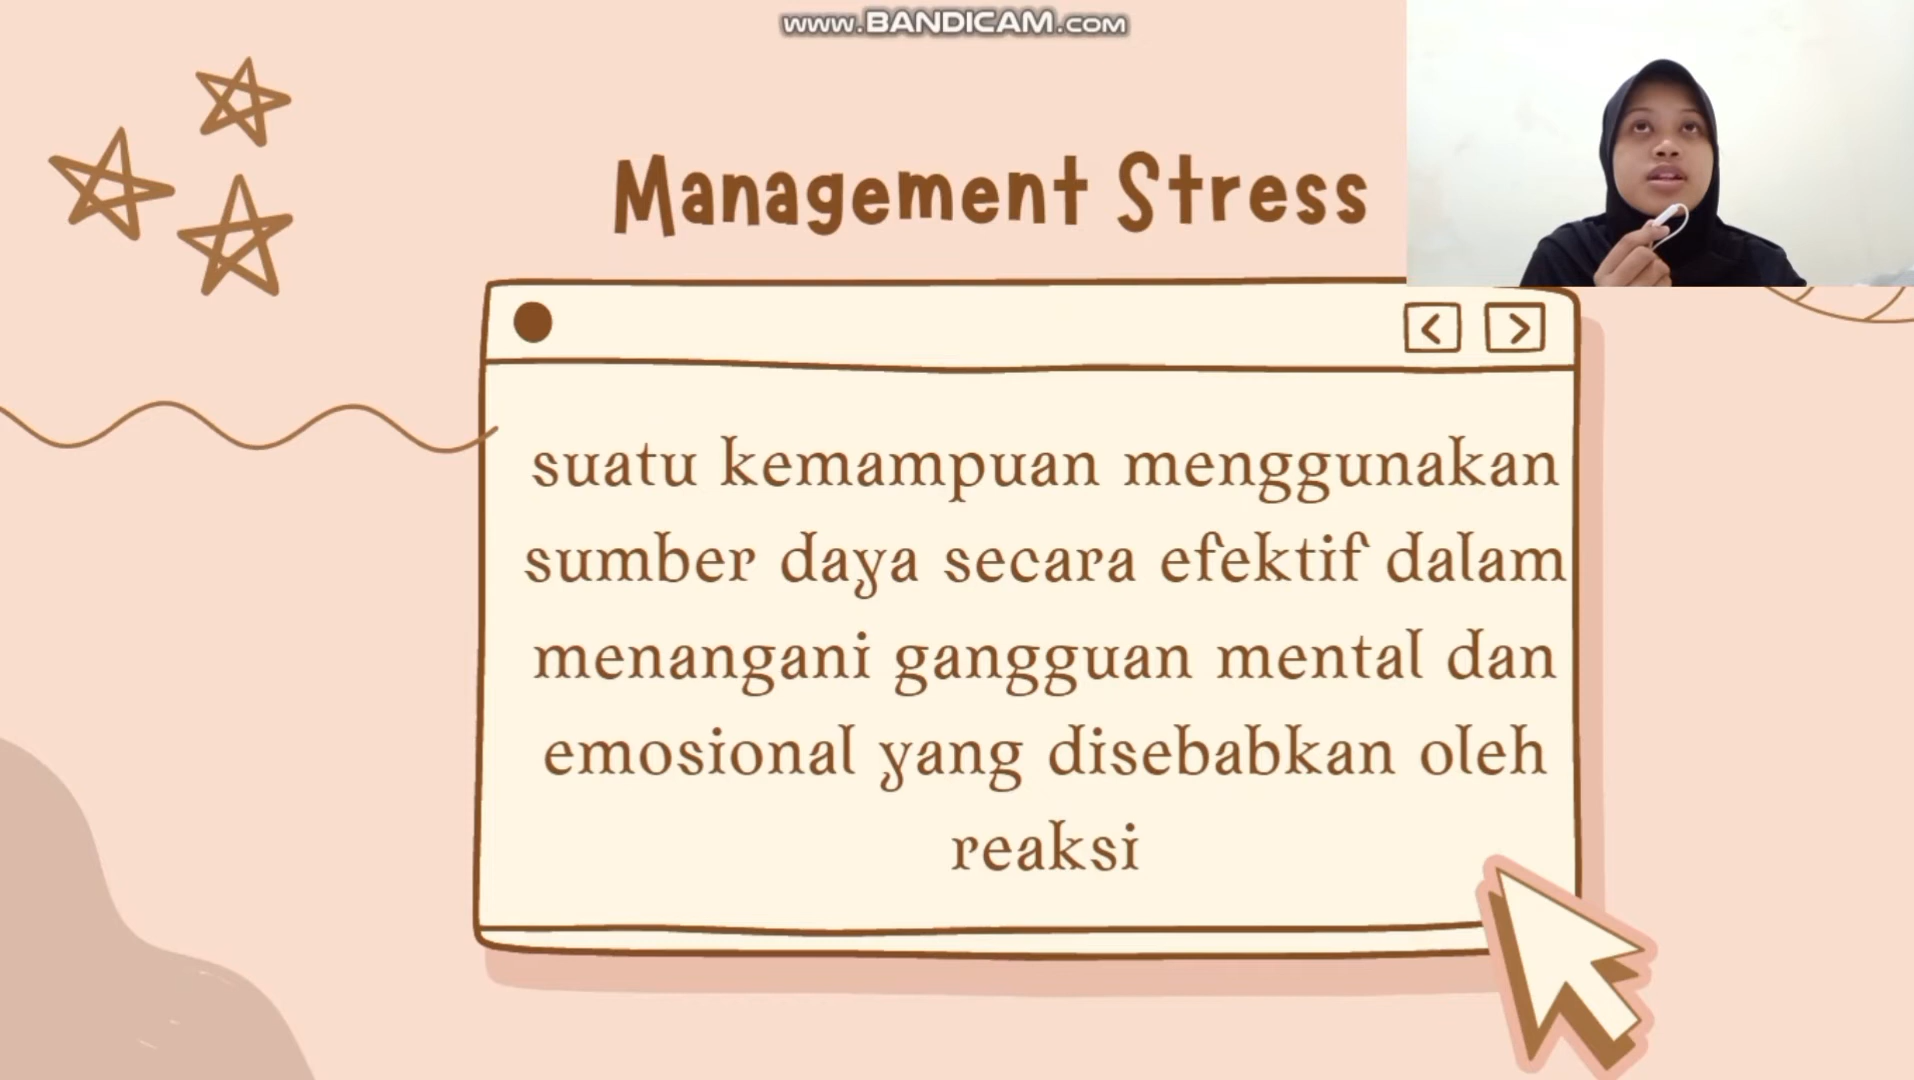 www.BANDICAM.com
Management Stress
suatu kemampuan menggunakan
sumber daya secara efektif dalam
menangani gangguan mental dan
emosional yang disebabkan oleh
reaksi